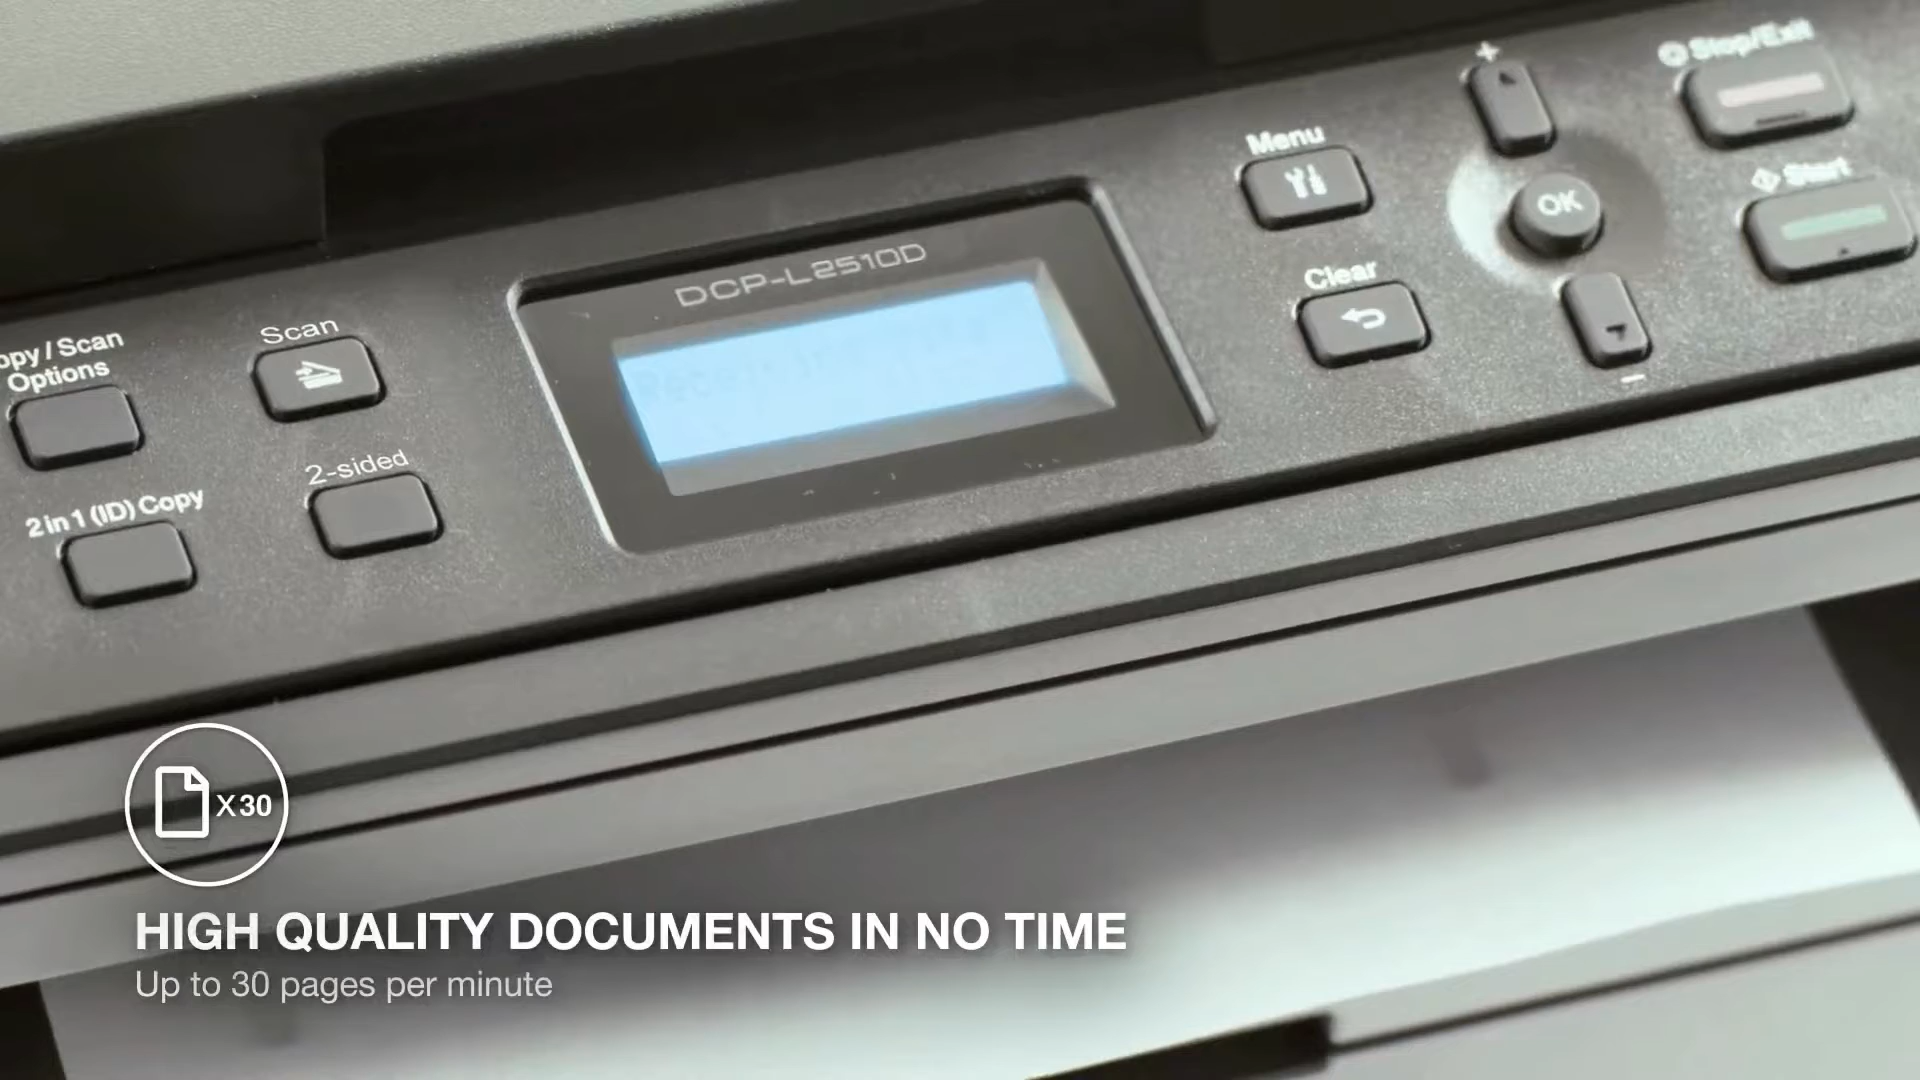 Stop/Exit
+
Menu
Start
OK
DCP-L2510D
Clear
Scan
opy / Scan
Options
-
2-sided
2 in 1 (ID) Copy
X30
HIGH QUALITY DOCUMENTS IN NO TIME
Up to 30 pages per minute